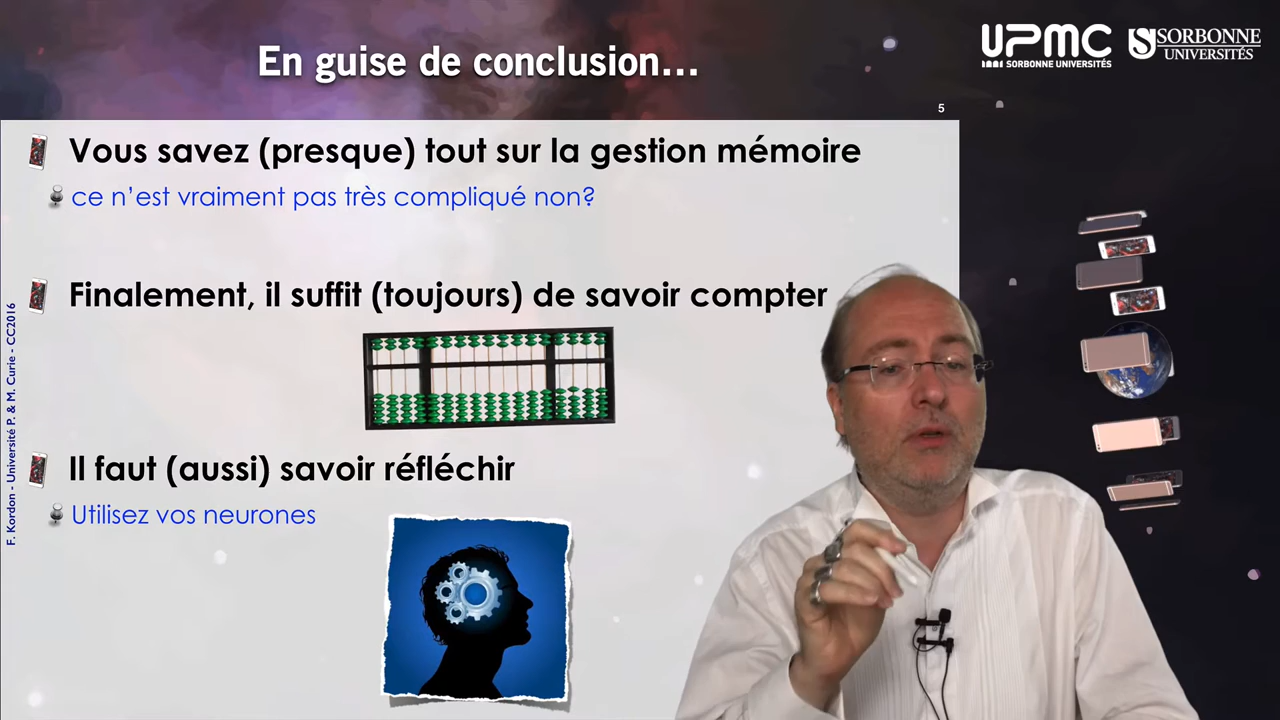 En guise de conclusion...
UPMC
SORBONNE UNIVERSITÉS
SORBONNE
UNIVERSITÉS
5
Vous savez (presque) tout sur la gestion mémoire
ce n'est vraiment pas très compliqué non?
Finalement, il suffit (toujours) de savoir compter
Il faut (aussi) savoir réfléchir
Utilisez vos neurones
F. Kordon - Université P. & M. Curie - CC2016